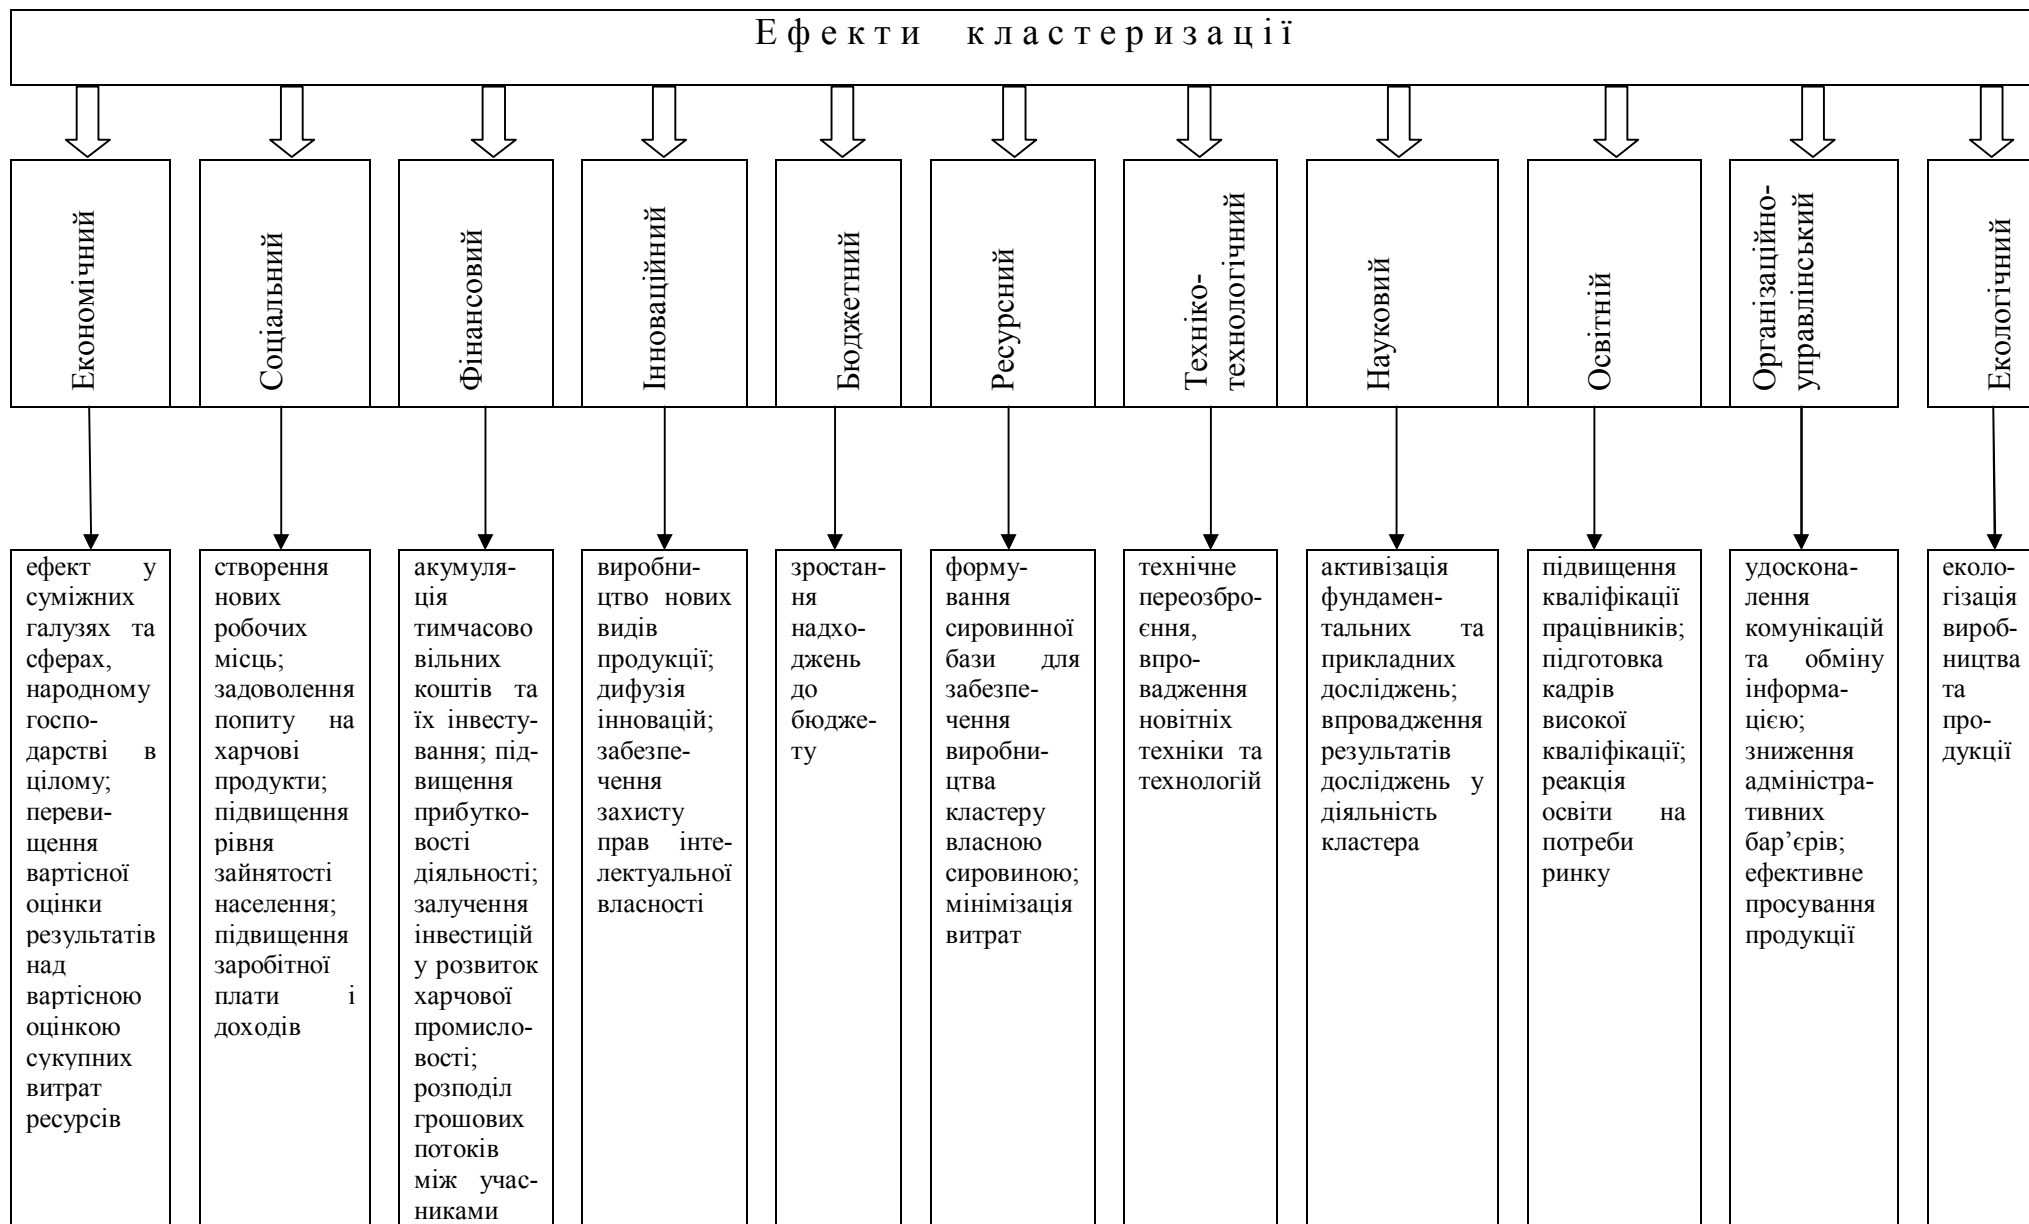 Ефекти кластеризації
Економічний
Соціальний
Фінансовий
Інноваційний
Бюджетний
Ресурсний
Техніко-
технологічний
Науковий
Освітній
Організаційно-
управлінський
Екологічний
ефект у
суміжних
галузях та
сферах,
народному
госпо-
дарстві в
цілому;
переви-
щення
вартісної
оцінки
результатів
над
вартісною
оцінкою
сукупних
витрат
ресурсів
створення
нових
робочих
місць;
задоволення
попиту на
харчові
продукти;
підвищення
рівня
зайнятості
населення;
підвищення
заробітної
плати і
доходів
акумуля-
ція
тимчасово
вільних
коштів та
їх інвесту-
вання; під-
вищення
прибутко-
вості
діяльності;
залучення
інвестицій
у розвиток
харчової
промисло-
вості;
розподіл
грошових
потоків
між учас-
никами
виробни-
цтво нових
видів
продукції;
дифузія
інновацій;
забезпе-
чення
захисту
прав інте-
лектуальної
власності
зростан-
ня
надхо-
джень
до
бюдже-
ту
форму-
вання
сировинної
бази для
забезпе-
чення
виробни-
цтва
кластеру
власною
сировиною;
мінімізація
витрат
технічне
переозбро-
єння,
впро-
вадження
новітніх
техніки та
технологій
активізація
фундамен-
тальних та
прикладних
досліджень;
впровадження
результатів
досліджень у
діяльність
кластера
підвищення
кваліфікації
працівників;
підготовка
кадрів
високої
кваліфікації;
реакція
освіти на
потреби
ринку
удоскона-
лення
комунікацій
та обміну
інформа-
цією;
зниження
адміністра-
тивних
бар’єрів;
ефективне
просування
продукції
еколо-
гізація
вироб-
ництва
та
про-
дукції